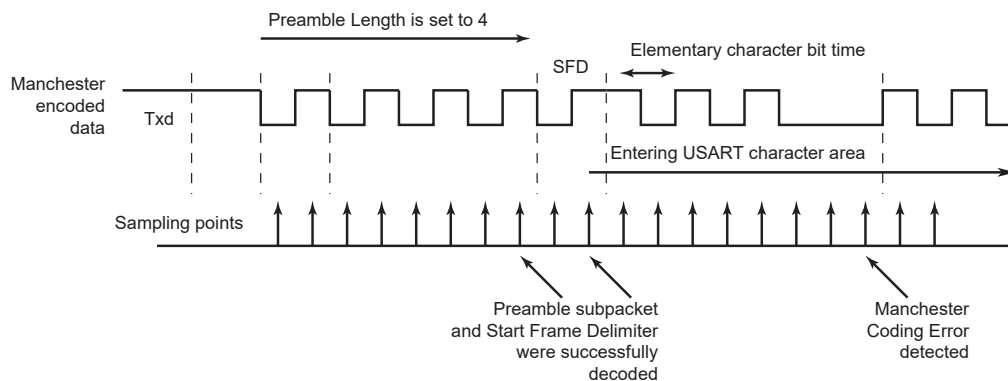 Preamble Length is set to 4
Elementary character bit time
SFD
Manchester
encoded
data
Txd
Entering USART character area
Sampling points
Preamble subpacket
and Start Frame Delimiter
were successfully
decoded
Manchester
Coding Error
detected